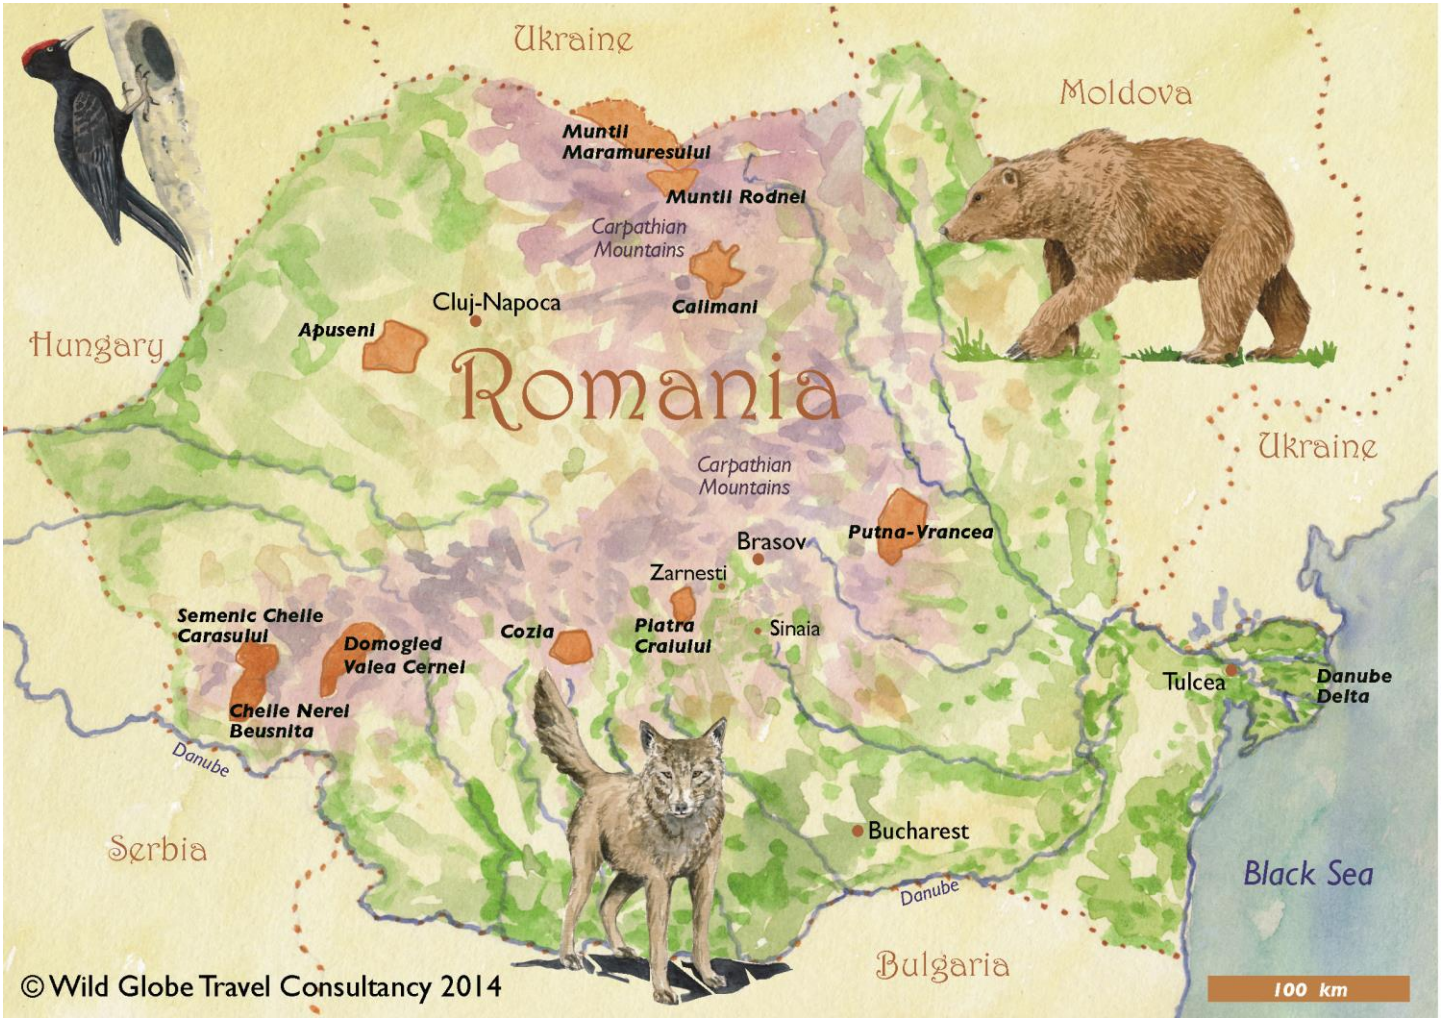 Ukraine
Moldova
Muntii
Maramuresului
Muntii Rodnei
Carpathian
Mountains
Calimani
Cluj-Napoca
Apuseni
Hungary
Romania
Ukraine
Carpathian
Mountains
Putna-Vrancea
Brasov
Zarnesti
Piatra
Craiului
Sinaia
Cozia
Semenic Cheile
Carasului
Domogled
Valea Cernei
Cheile Nerei
Beusnita
Danube
Tulcea
Danube
Delta
Serbia
Bucharest
Danube
Black Sea
Bulgaria
© Wild Globe Travel Consultancy 2014
100 km